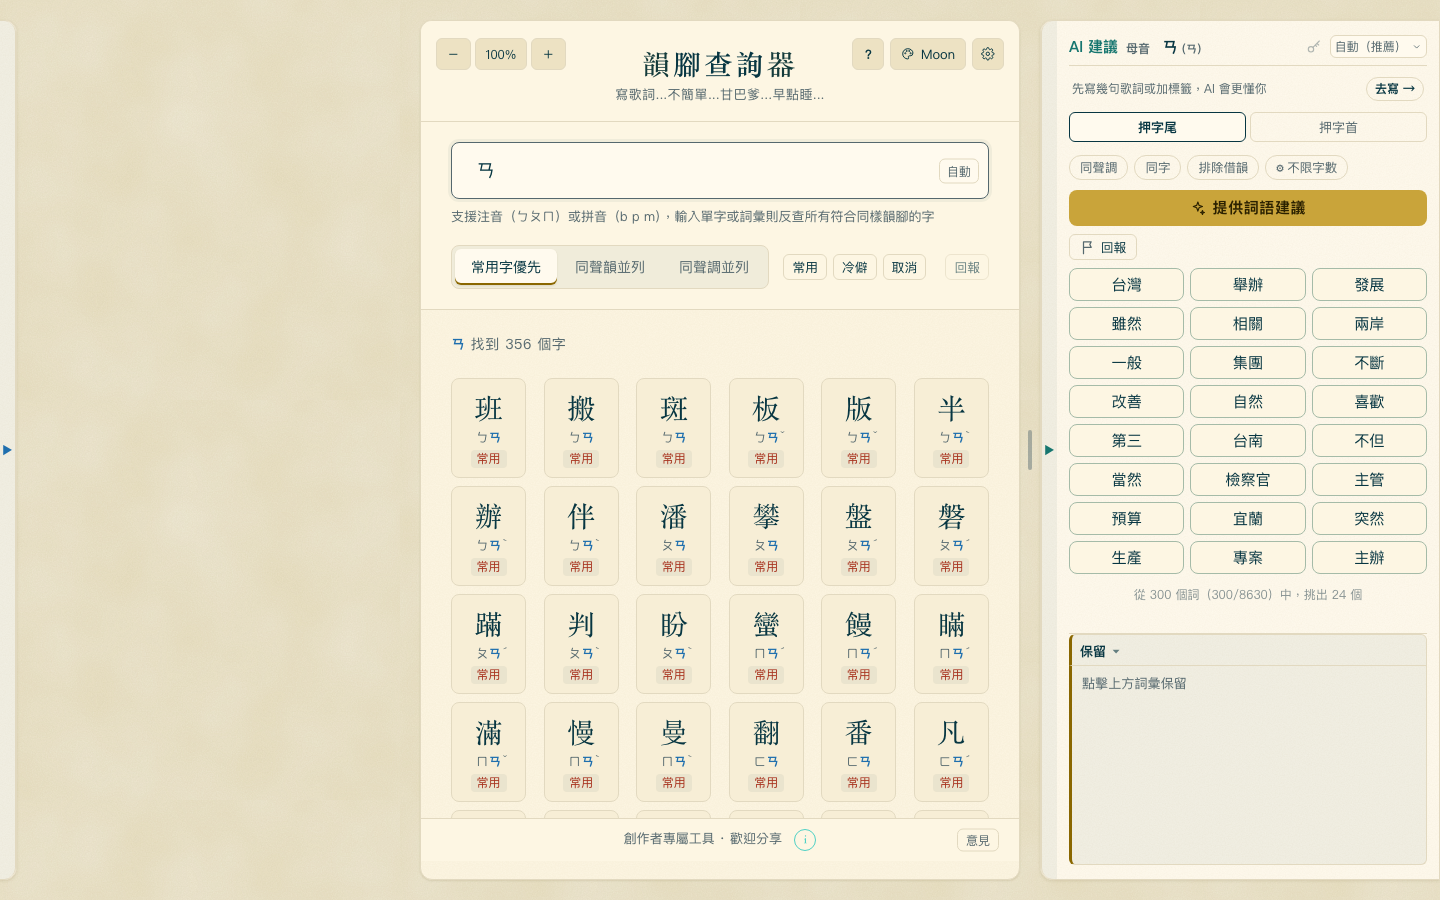 − 100% +
韻腳查詢器
寫歌詞...不簡單...甘巴爹...早點睡...
? Moon
ㄢ 自動
支援注音（ㄅㄆㄇ）或拼音（b p m），輸入單字或詞彙則反查所有符合同樣韻腳的字
常用字優先 同聲韻並列 同聲調並列 常用 冷僻 取消 回報
ㄢ 找到 356 個字
班 搬 斑 板 版 半
ㄅㄢ ㄅㄢ ㄅㄢ ㄅㄢˇ ㄅㄢˇ ㄅㄢˋ
常用 常用 常用 常用 常用 常用
辦 伴 潘 攀 盤 磐
ㄅㄢˋ ㄅㄢˋ ㄆㄢ ㄆㄢ ㄆㄢˊ ㄆㄢˊ
常用 常用 常用 常用 常用 常用
蹣 判 盼 蠻 饅 瞞
ㄆㄢˊ ㄆㄢˋ ㄆㄢˋ ㄇㄢˊ ㄇㄢˊ ㄇㄢˊ
常用 常用 常用 常用 常用 常用
滿 慢 曼 翻 番 凡
ㄇㄢˇ ㄇㄢˋ ㄇㄢˋ ㄈㄢ ㄈㄢ ㄈㄢˊ
常用 常用 常用 常用 常用 常用
創作者專屬工具 · 歡迎分享 i 意見
AI 建議 母音 ㄢ (ㄢ) 自動（推薦）
先寫幾句歌詞或加標籤，AI 會更懂你 去寫 →
押字尾 押字首
同聲調 同字 排除借韻 ⚙ 不限字數
提供詞語建議
回報
台灣 舉辦 發展
雖然 相關 兩岸
一般 集團 不斷
改善 自然 喜歡
第三 台南 不但
當然 檢察官 主管
預算 宜蘭 突然
生產 專案 主辦
從 300 個詞（300/8630）中，挑出 24 個
保留
點擊上方詞彙保留